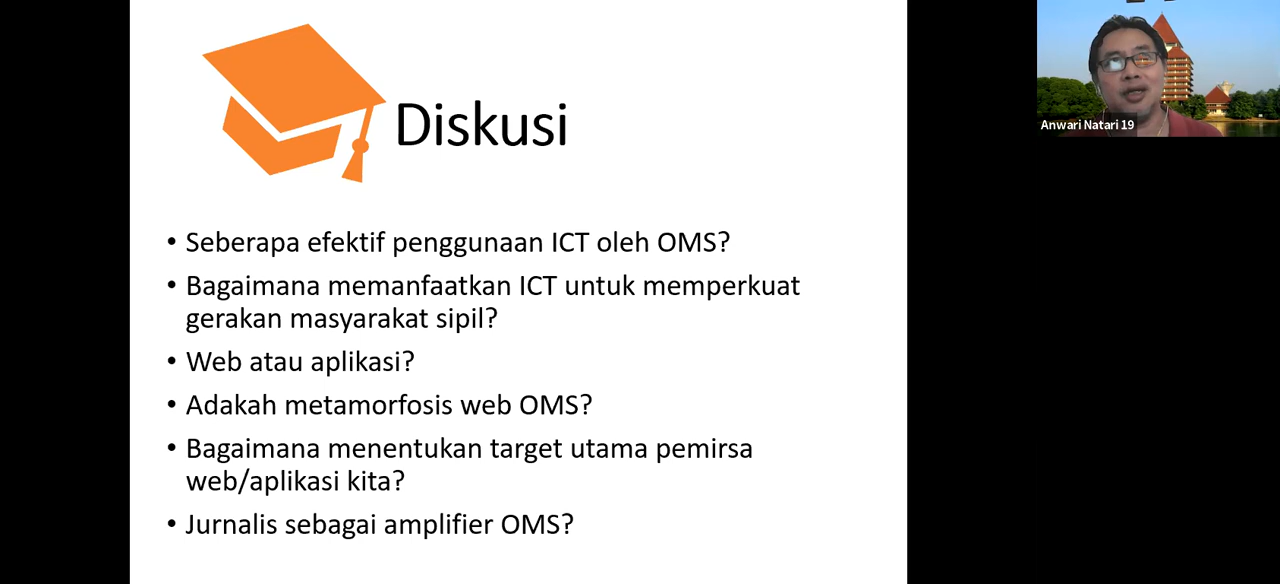 Diskusi
• Seberapa efektif penggunaan ICT oleh OMS?
• Bagaimana memanfaatkan ICT untuk memperkuat
gerakan masyarakat sipil?
• Web atau aplikasi?
• Adakah metamorfosis web OMS?
• Bagaimana menentukan target utama pemirsa
web/aplikasi kita?
• Jurnalis sebagai amplifier OMS?
Anwari Natari 19